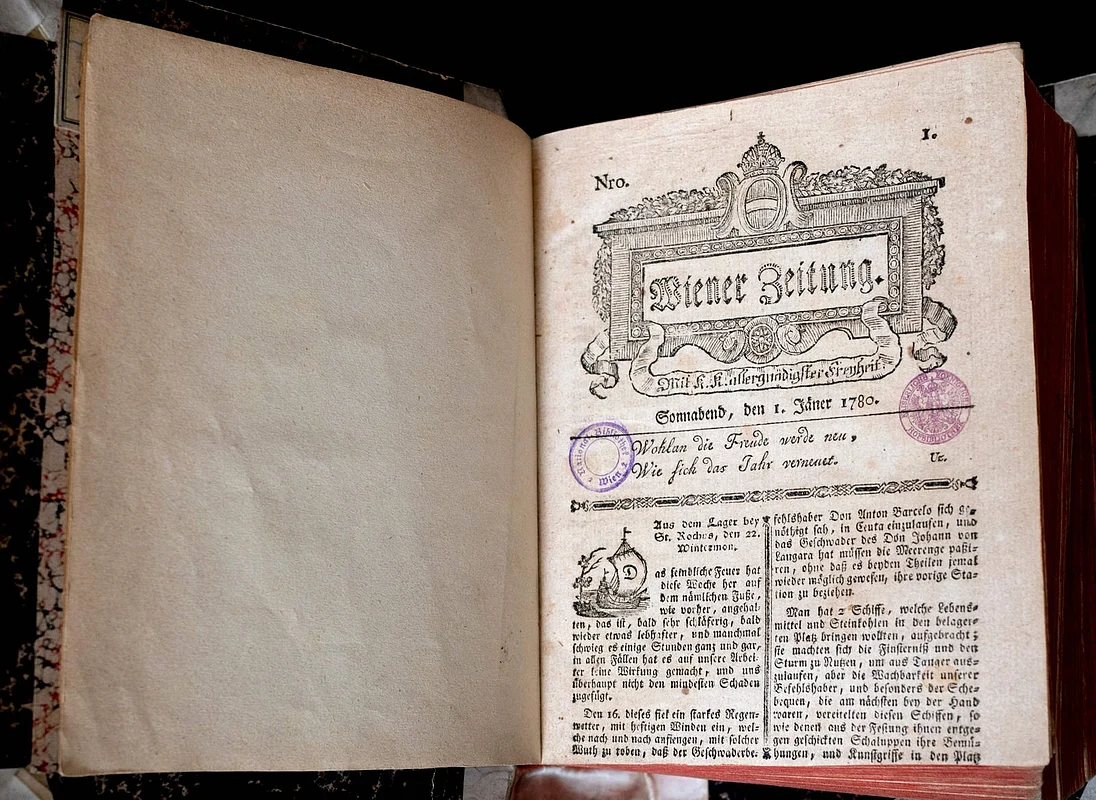 Nro.
1.
Wiener Zeitung.
Mit K. K. allergnädigster Freyheit.
Sonnabend, den 1. Jäner 1780.
Wohlan die Freude werde neu,
Wie sich das Jahr verneuet.
Uz.
National Bibliothek
Wien
Aus dem Lager bey
St. Rochus, den 22.
Wintermon.
Das feindliche Feuer hat
diese Woche her auf
dem nämlichen Fuße,
wie vorher, angehal-
ten, das ist, bald sehr schläferig, bald
wieder etwas lebhafter, und manchmal
schwieg es einige Stunden ganz und gar,
in allen Fällen hat es auf unsere Arbei-
ter keine Wirkung gemacht, und uns
überhaupt nicht den mindesten Schaden
zugefügt.
Den 16. dieses fiel ein starkes Regen-
wetter, mit heftigen Winden ein, wel-
che nach und nach anfiengen, mit solcher
Wuth zu toben, daß der Geschwaderbe-
fehlshaber Don Anton Barcelo sich ge-
nöthigt sah, in Ceuta einzulaufen, und
das Geschwader des Don Johann von
Langara hat müssen die Meerenge paßi-
ren, ohne daß es beyden Theilen jemal
wieder möglich gewesen, ihre vorige Sta-
tion zu beziehen.
Man hat 2 Schiffe, welche Lebens-
mittel und Steinkohlen in den belager-
ten Platz bringen wollten, aufgebracht;
sie machten sich die Finsterniß und den
Sturm zu Nutzen, um aus Tanger aus-
zulaufen, aber die Wachbarkeit unserer
Befehlshaber, und besonders der Sche-
bequen, die am nächsten bey der Hand
waren, vereitelten diesen Schiffen, so
wie denen aus der Festung ihnen entge-
gen geschickten Schaluppen ihre Bemü-
hungen, und Kunstgriffe in den Platz